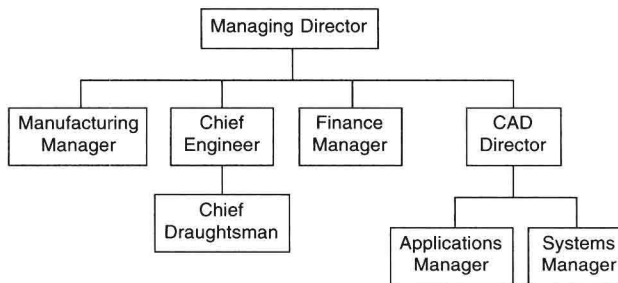 Managing Director
Manufacturing
Manager
Chief
Engineer
Finance
Manager
CAD
Director
Chief
Draughtsman
Applications
Manager
Systems
Manager